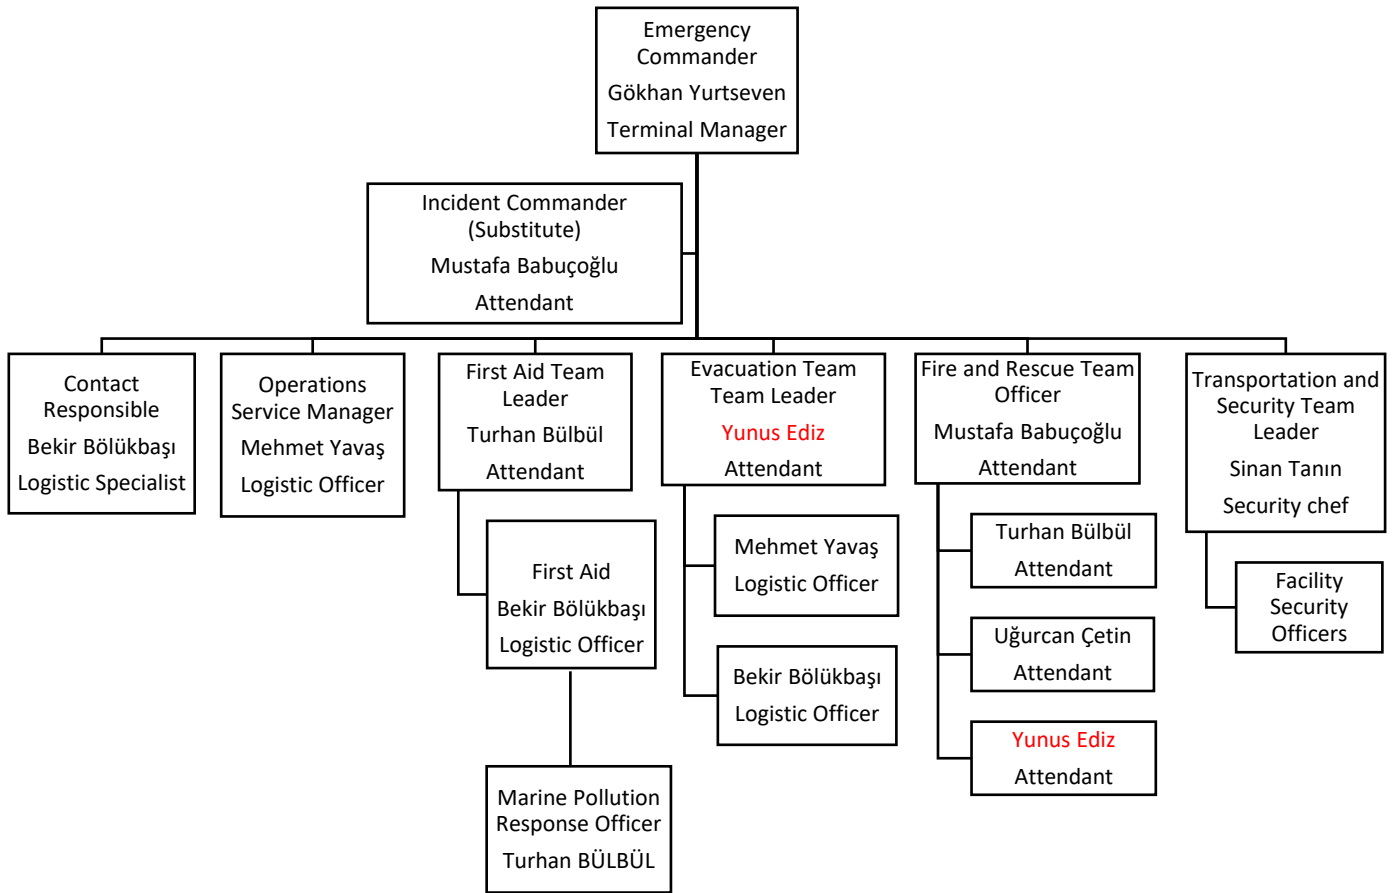 Emergency
Commander
Gökhan Yurtseven
Terminal Manager
Incident Commander
(Substitute)
Mustafa Babuçoğlu
Attendant
Contact
Responsible
Bekir Bölükbaşı
Logistic Specialist
Operations
Service Manager
Mehmet Yavaş
Logistic Officer
First Aid Team
Leader
Turhan Bülbül
Attendant
First Aid
Bekir Bölükbaşı
Logistic Officer
Marine Pollution
Response Officer
Turhan BÜLBÜL
Evacuation Team
Team Leader
Yunus Ediz
Attendant
Mehmet Yavaş
Logistic Officer
Bekir Bölükbaşı
Logistic Officer
Fire and Rescue Team
Officer
Mustafa Babuçoğlu
Attendant
Turhan Bülbül
Attendant
Uğurcan Çetin
Attendant
Yunus Ediz
Attendant
Transportation and
Security Team
Leader
Sinan Tanın
Security chef
Facility
Security
Officers